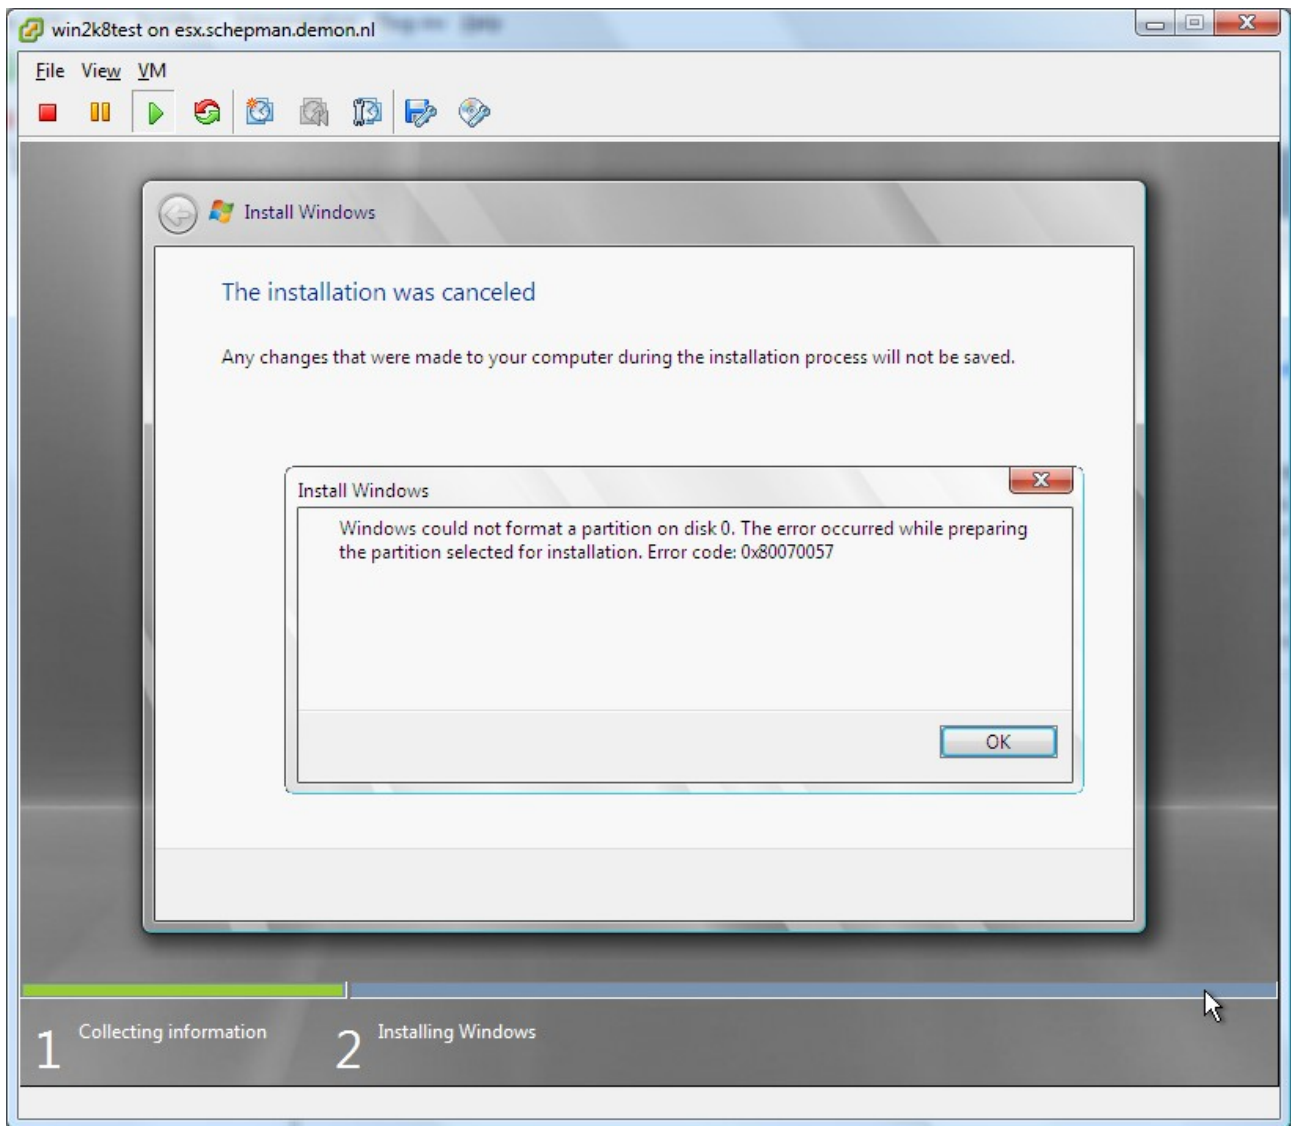 win2k8test on esx.schepman.demon.nl
File View VM
Install Windows
The installation was canceled
Any changes that were made to your computer during the installation process will not be saved.
Install Windows
Windows could not format a partition on disk 0. The error occurred while preparing
the partition selected for installation. Error code: 0x80070057
OK
1 Collecting information 2 Installing Windows